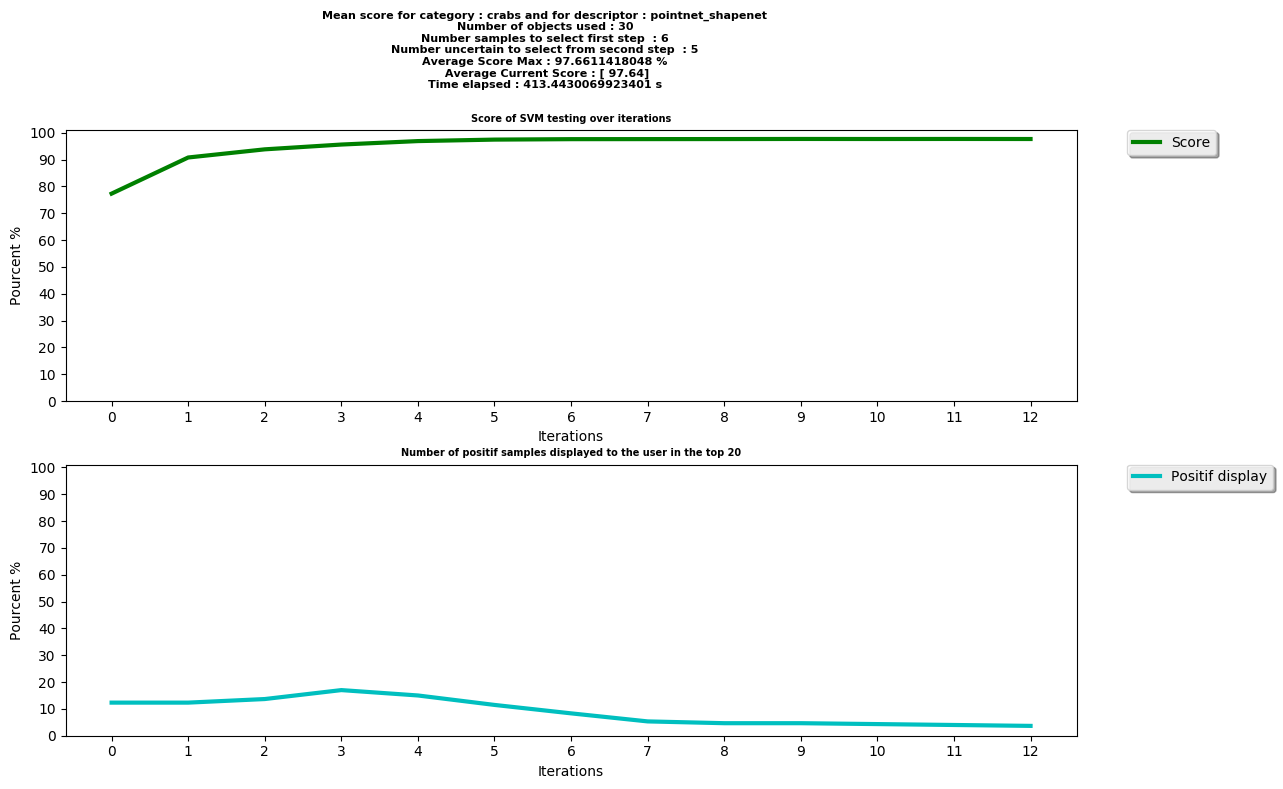 Mean score for category : crabs and for descriptor : pointnet_shapenet
Number of objects used : 30
Number samples to select first step  : 6
Number uncertain to select from second step  : 5
Average Score Max : 97.6611418048 %
Average Current Score : [ 97.64]
Time elapsed : 413.4430069923401 s
Score of SVM testing over iterations
100
90
80
70
60
50
40
30
20
10
0
Pourcent %
0 1 2 3 4 5 6 7 8 9 10 11 12
Iterations
Score
Number of positif samples displayed to the user in the top 20
100
90
80
70
60
50
40
30
20
10
0
Pourcent %
0 1 2 3 4 5 6 7 8 9 10 11 12
Iterations
Positif display